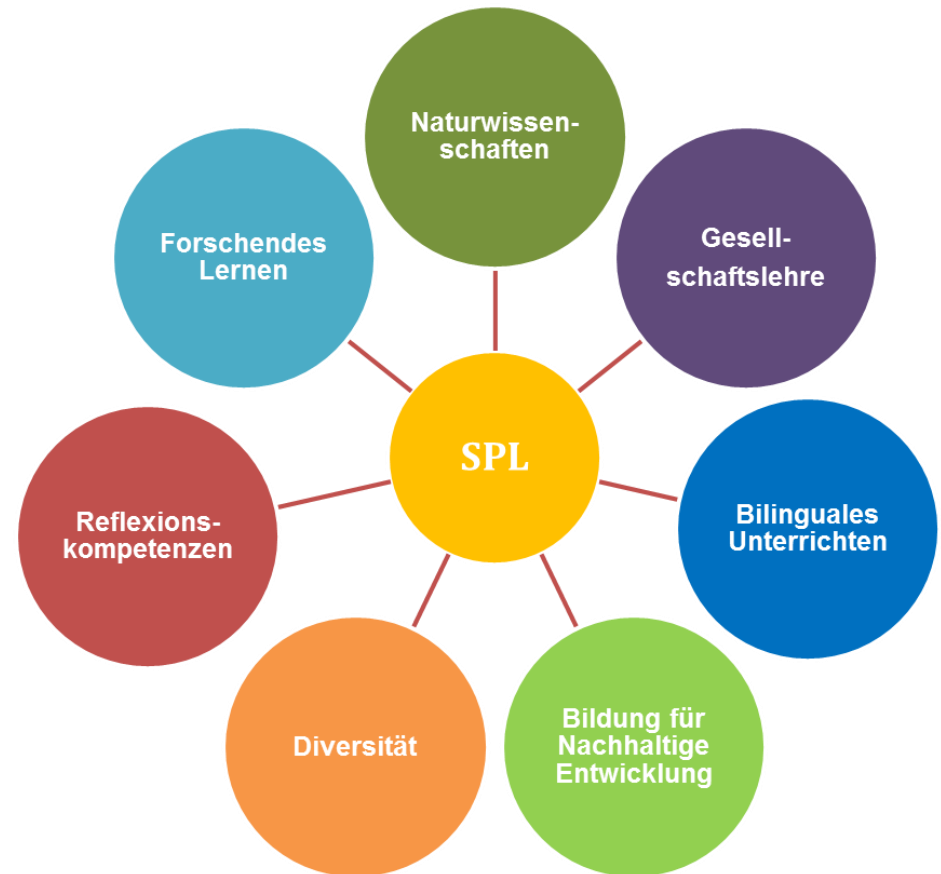 Naturwissen-
schaften
Forschendes
Lernen
Gesell-
schaftslehre
SPL
Reflexions-
kompetenzen
Bilinguales
Unterrichten
Diversität
Bildung für
Nachhaltige
Entwicklung